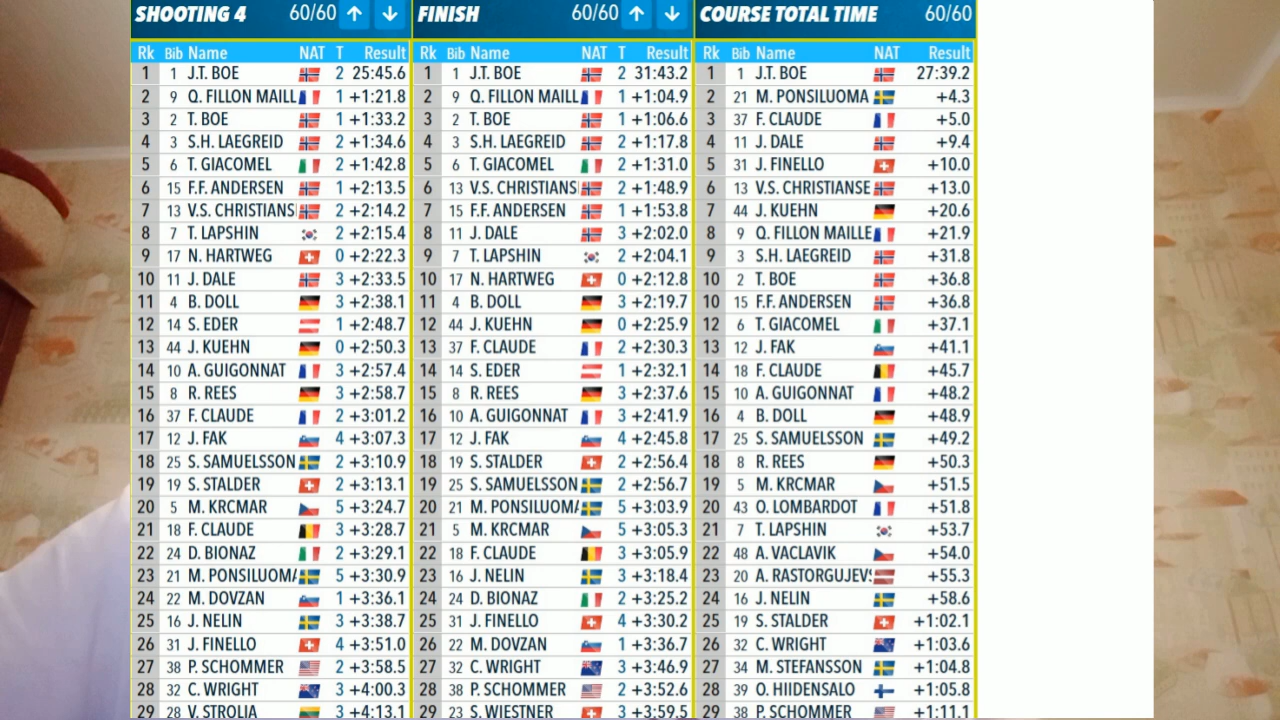 SHOOTING 4 60/60
Rk Bib Name NAT T Result
1 1 J.T. BOE 2 25:45.6
2 9 Q. FILLON MAILL 1 +1:21.8
3 2 T. BOE 1 +1:33.2
4 3 S.H. LAEGREID 2 +1:34.6
5 6 T. GIACOMEL 2 +1:42.8
6 15 F.F. ANDERSEN 1 +2:13.5
7 13 V.S. CHRISTIANS 2 +2:14.2
8 7 T. LAPSHIN 2 +2:15.4
9 17 N. HARTWEG 0 +2:22.3
10 11 J. DALE 3 +2:33.5
11 4 B. DOLL 3 +2:38.1
12 14 S. EDER 1 +2:48.7
13 44 J. KUEHN 0 +2:50.3
14 10 A. GUIGONNAT 3 +2:57.4
15 8 R. REES 3 +2:58.7
16 37 F. CLAUDE 2 +3:01.2
17 12 J. FAK 4 +3:07.3
18 25 S. SAMUELSSON 2 +3:10.9
19 19 S. STALDER 2 +3:13.1
20 5 M. KRCMAR 5 +3:24.7
21 18 F. CLAUDE 3 +3:28.7
22 24 D. BIONAZ 2 +3:29.1
23 21 M. PONSILUOMA 5 +3:30.9
24 22 M. DOVZAN 1 +3:36.1
25 16 J. NELIN 3 +3:38.7
26 31 J. FINELLO 4 +3:51.0
27 38 P. SCHOMMER 2 +3:58.5
28 32 C. WRIGHT 3 +4:00.3
29 28 V. STROLIA 3 +4:13.1
FINISH 60/60
Rk Bib Name NAT T Result
1 1 J.T. BOE 2 31:43.2
2 9 Q. FILLON MAILL 1 +1:04.9
3 2 T. BOE 1 +1:06.6
4 3 S.H. LAEGREID 2 +1:17.8
5 6 T. GIACOMEL 2 +1:31.0
6 13 V.S. CHRISTIANS 2 +1:48.9
7 15 F.F. ANDERSEN 1 +1:53.8
8 11 J. DALE 3 +2:02.0
9 7 T. LAPSHIN 2 +2:04.1
10 17 N. HARTWEG 0 +2:12.8
11 4 B. DOLL 3 +2:19.7
12 44 J. KUEHN 0 +2:25.9
13 37 F. CLAUDE 2 +2:30.3
14 14 S. EDER 1 +2:32.1
15 8 R. REES 3 +2:37.6
16 10 A. GUIGONNAT 3 +2:41.9
17 12 J. FAK 4 +2:45.8
18 19 S. STALDER 2 +2:56.4
19 25 S. SAMUELSSON 2 +2:56.7
20 21 M. PONSILUOMA 5 +3:03.9
21 5 M. KRCMAR 5 +3:05.3
22 18 F. CLAUDE 3 +3:05.9
23 16 J. NELIN 3 +3:18.4
24 24 D. BIONAZ 2 +3:25.2
25 31 J. FINELLO 4 +3:30.2
26 22 M. DOVZAN 1 +3:36.7
27 32 C. WRIGHT 3 +3:46.9
28 38 P. SCHOMMER 2 +3:52.6
29 23 S. WIESTNER 3 +3:59.5
COURSE TOTAL TIME 60/60
Rk Bib Name NAT Result
1 1 J.T. BOE 27:39.2
2 21 M. PONSILUOMA +4.3
3 37 F. CLAUDE +5.0
4 11 J. DALE +9.4
5 31 J. FINELLO +10.0
6 13 V.S. CHRISTIANSE +13.0
7 44 J. KUEHN +20.6
8 9 Q. FILLON MAILLE +21.9
9 3 S.H. LAEGREID +31.8
10 2 T. BOE +36.8
10 15 F.F. ANDERSEN +36.8
12 6 T. GIACOMEL +37.1
13 12 J. FAK +41.1
14 18 F. CLAUDE +45.7
15 10 A. GUIGONNAT +48.2
16 4 B. DOLL +48.9
17 25 S. SAMUELSSON +49.2
18 8 R. REES +50.3
19 5 M. KRCMAR +51.5
20 43 O. LOMBARDOT +51.8
21 7 T. LAPSHIN +53.7
22 48 A. VACLAVIK +54.0
23 20 A. RASTORGUJEVS +55.3
24 16 J. NELIN +58.6
25 19 S. STALDER +1:02.1
26 32 C. WRIGHT +1:03.6
27 34 M. STEFANSSON +1:04.8
28 39 O. HIIDENSALO +1:05.8
29 38 P. SCHOMMER +1:11.1